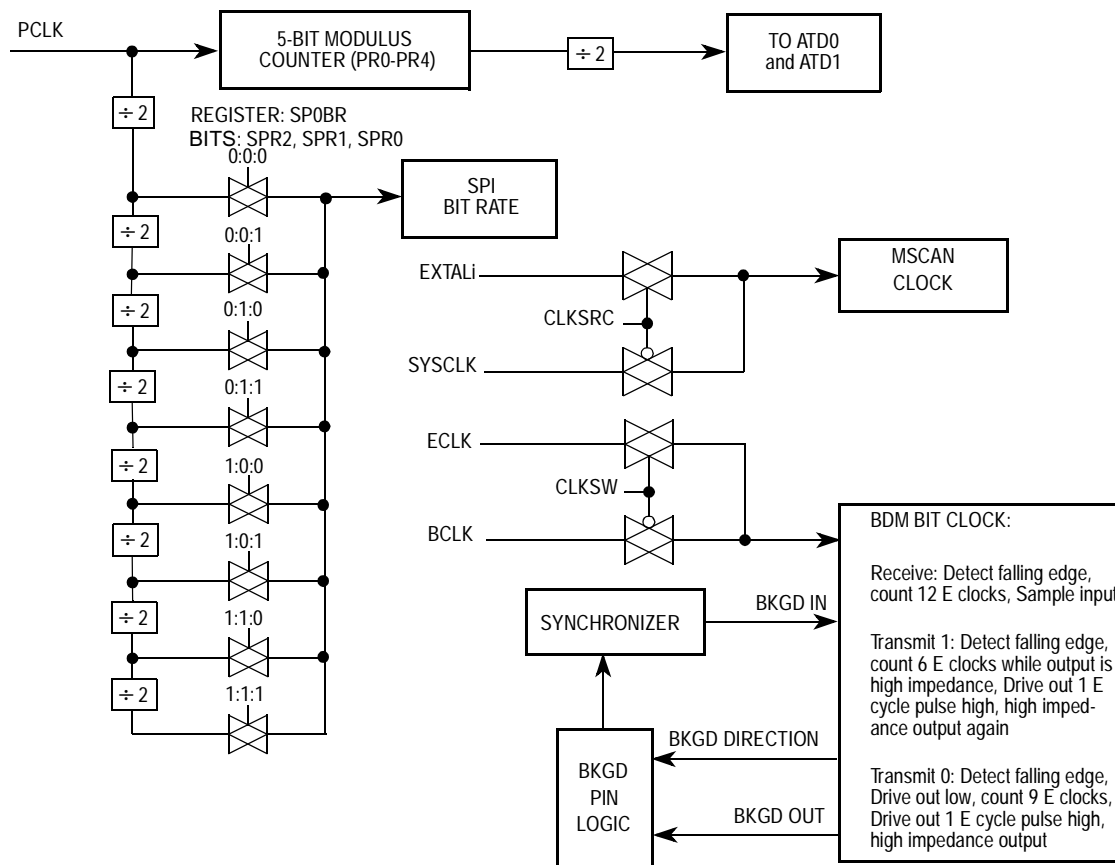 PCLK
5-BIT MODULUS
COUNTER (PR0-PR4)
÷ 2
TO ATD0
and ATD1
÷ 2
REGISTER: SP0BR
BITS: SPR2, SPR1, SPR0
0:0:0
SPI
BIT RATE
÷ 2
0:0:1
÷ 2
0:1:0
÷ 2
0:1:1
÷ 2
1:0:0
÷ 2
1:0:1
÷ 2
1:1:0
÷ 2
1:1:1
EXTALi
MSCAN
CLOCK
CLKSRC
SYSCLK
ECLK
CLKSW
BCLK
BDM BIT CLOCK:
Receive: Detect falling edge,
count 12 E clocks, Sample input
Transmit 1: Detect falling edge,
count 6 E clocks while output is
high impedance, Drive out 1 E
cycle pulse high, high imped-
ance output again
Transmit 0: Detect falling edge,
Drive out low, count 9 E clocks,
Drive out 1 E cycle pulse high,
high impedance output
SYNCHRONIZER
BKGD IN
BKGD DIRECTION
BKGD
PIN
LOGIC
BKGD OUT